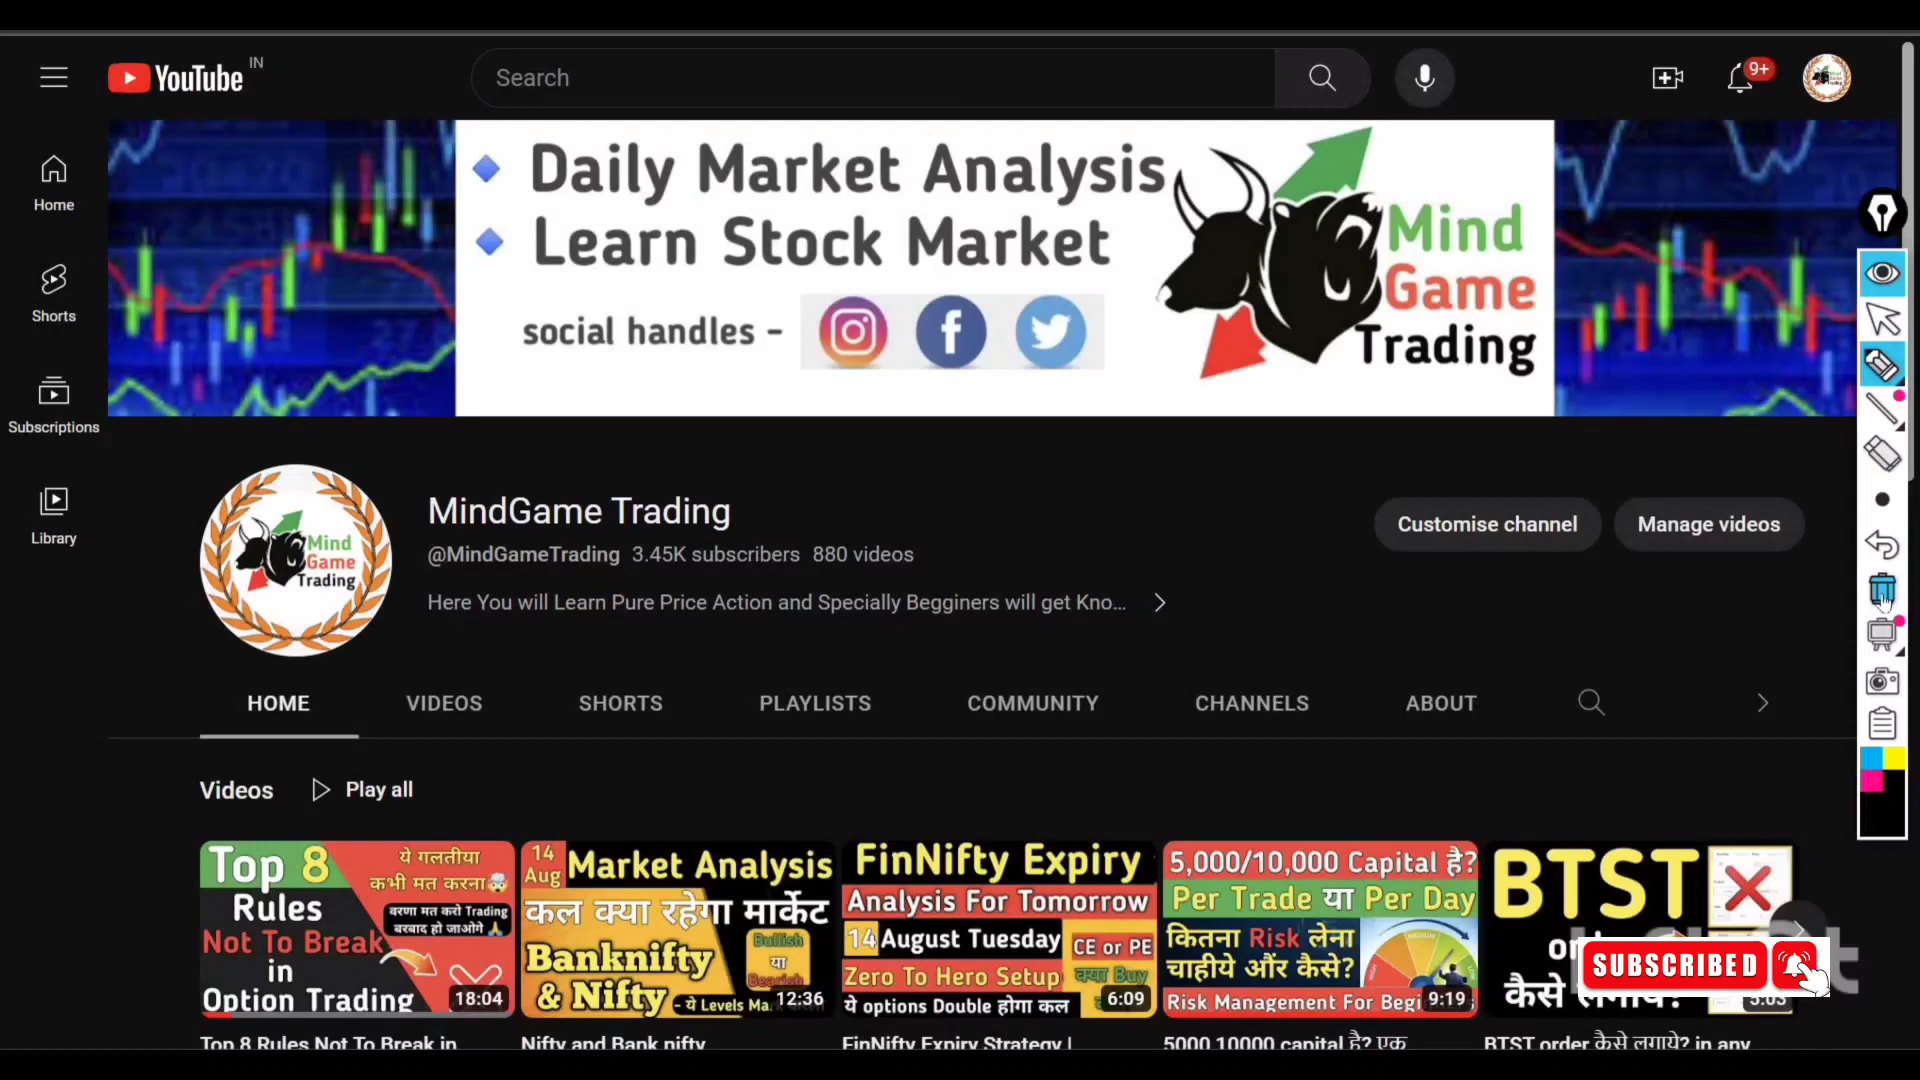 YouTube IN
Search
9+
Home
Shorts
Subscriptions
Library
Daily Market Analysis
Learn Stock Market
social handles -
Mind
Game
Trading
Mind
Game
Trading
MindGame Trading
@MindGameTrading 3.45K subscribers 880 videos
Here You will Learn Pure Price Action and Specially Begginers will get Kno...
Customise channel
Manage videos
HOME VIDEOS SHORTS PLAYLISTS COMMUNITY CHANNELS ABOUT
Videos Play all
Top 8
Rules
Not To Break
in
Option Trading
ये गलतीया
कभी मत करना
वरणा मत करो Trading
बरबाद हो जाओगे
18:04
14
Aug
Market Analysis
कल क्या रहेगा मार्केट
Banknifty
& Nifty
Bullish
या
Bearish
- ये Levels
12:36
FinNifty Expiry
Analysis For Tomorrow
14 August Tuesday
Zero To Hero Setup
ये options Double होगा कल
CE or PE
क्या Buy
6:09
5,000/10,000 Capital है?
Per Trade या Per Day
कितना Risk लेना
चाहीये और कैसे?
Risk Management For
9:19
BTST
कैसे लगाये?
5:03
SUBSCRIBED
Top 8 Rules Not To Break in
Nifty and Bank nifty
FinNifty Expiry Strategy |
5000 10000 capital है? एक
BTST order कैसे लगाये? in any